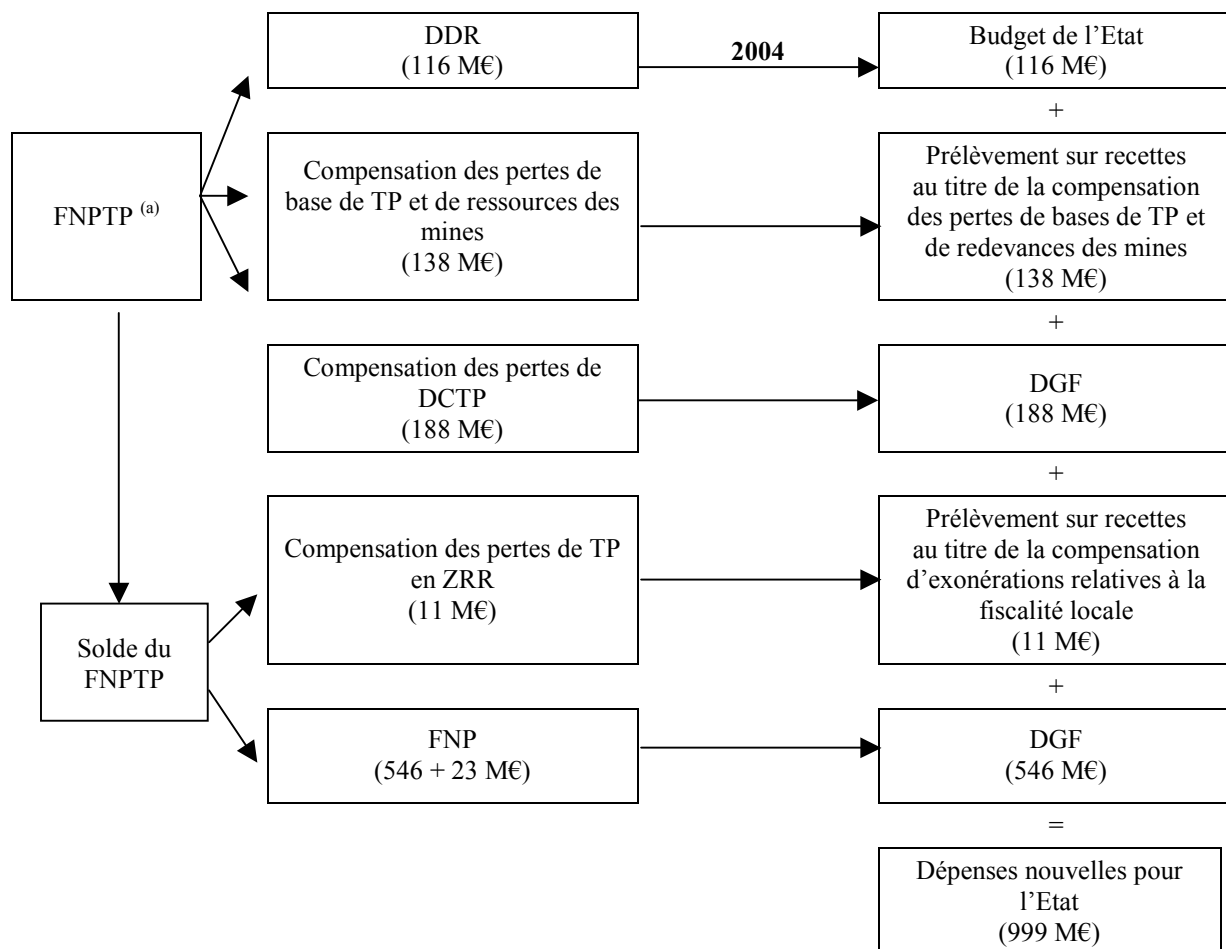 DDR
(116 M€)
2004
Budget de l’Etat
(116 M€)
+
FNPTP (a)
Compensation des pertes de
base de TP et de ressources des
mines
(138 M€)
Prélèvement sur recettes
au titre de la compensation
des pertes de bases de TP et
de redevances des mines
(138 M€)
+
Compensation des pertes de
DCTP
(188 M€)
DGF
(188 M€)
+
Compensation des pertes de TP
en ZRR
(11 M€)
Prélèvement sur recettes
au titre de la compensation
d’exonérations relatives à la
fiscalité locale
(11 M€)
Solde du
FNPTP
+
FNP
(546 + 23 M€)
DGF
(546 M€)
=
Dépenses nouvelles pour
l’Etat
(999 M€)